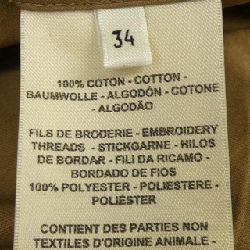 34
100% COTON - COTTON -
BAUMWOLLE - ALGODÓN - COTONE
- ALGODÃO
FILS DE BRODERIE - EMBROIDERY
THREADS - STICKGARNE - HILOS
DE BORDAR - FILI DA RICAMO -
BORDADO DE FIOS
100% POLYESTER - POLIESTERE -
POLIÉSTER
CONTIENT DES PARTIES NON
TEXTILES D'ORIGINE ANIMALE -